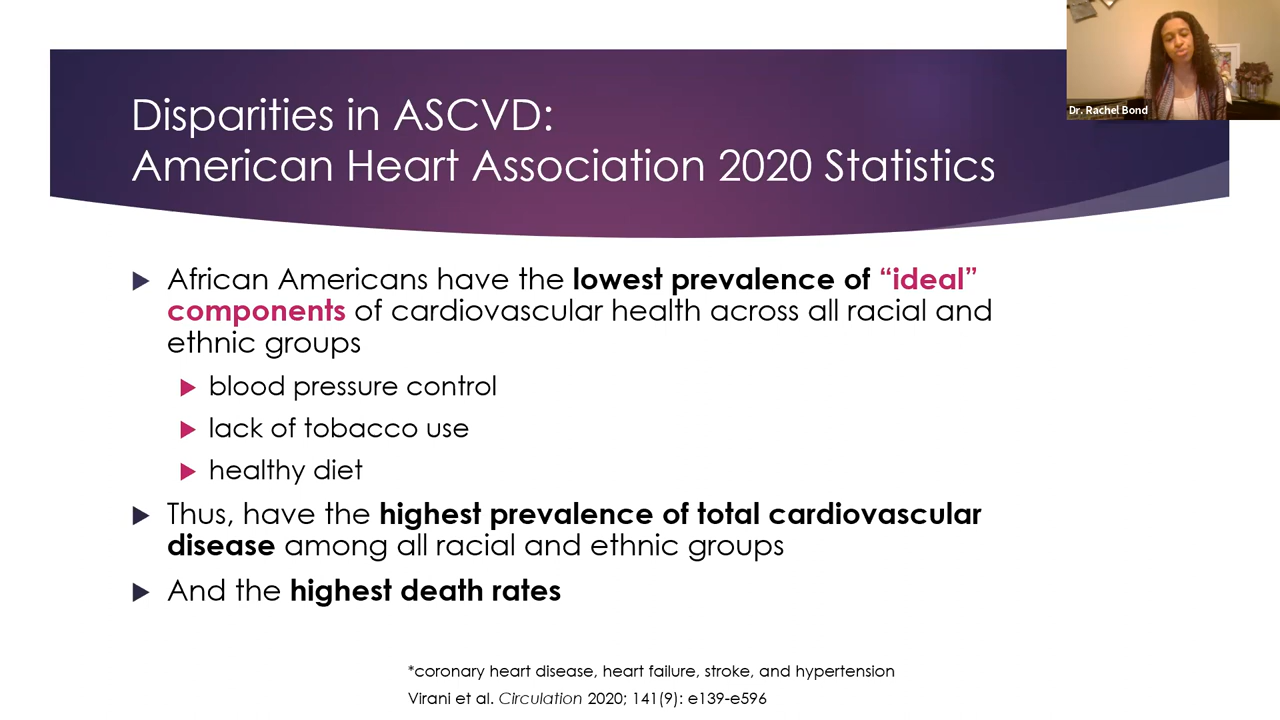 Disparities in ASCVD:
American Heart Association 2020 Statistics
Dr. Rachel Bond
African Americans have the lowest prevalence of “ideal”
components of cardiovascular health across all racial and
ethnic groups
blood pressure control
lack of tobacco use
healthy diet
Thus, have the highest prevalence of total cardiovascular
disease among all racial and ethnic groups
And the highest death rates
*coronary heart disease, heart failure, stroke, and hypertension
Virani et al. Circulation 2020; 141(9): e139-e596